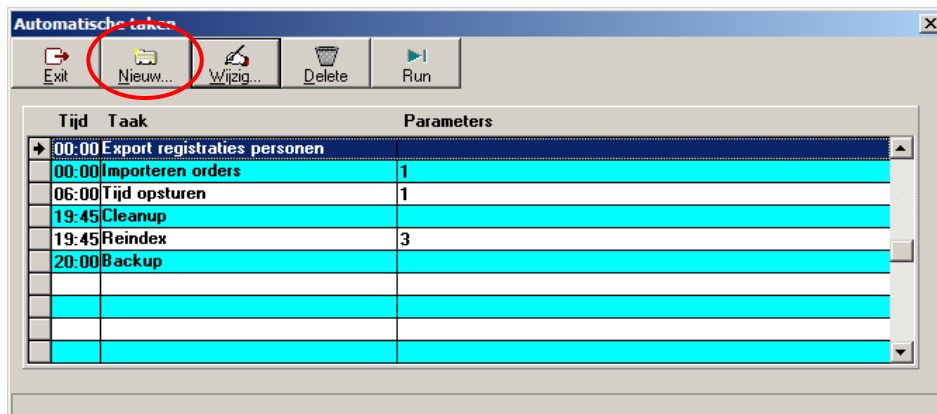 Automatische taken
Exit Nieuw... Wijzig... Delete Run
Tijd Taak Parameters
00:00 Export registraties personen
00:00 Importeren orders 1
06:00 Tijd opsturen 1
19:45 Cleanup
19:45 Reindex 3
20:00 Backup